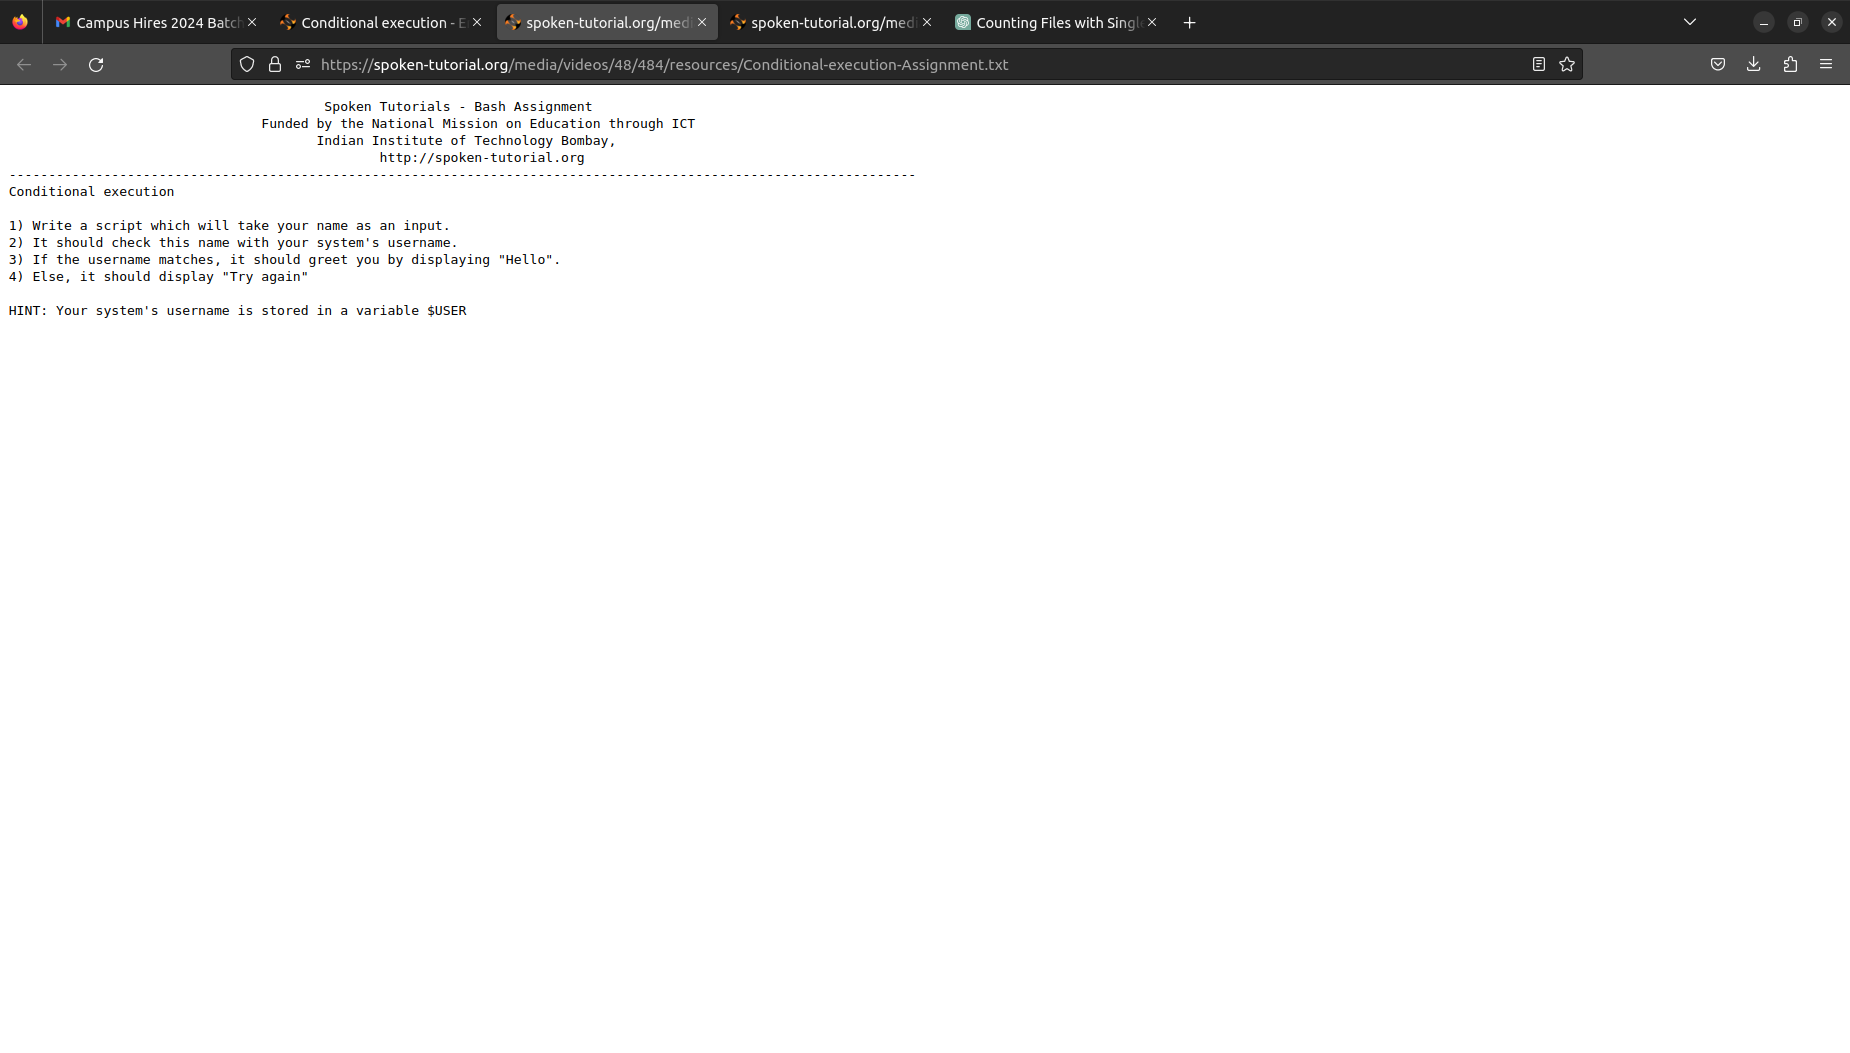 Campus Hires 2024 Batch
Conditional execution - E
spoken-tutorial.org/med
spoken-tutorial.org/med
Counting Files with Singl
https://spoken-tutorial.org/media/videos/48/484/resources/Conditional-execution-Assignment.txt
Spoken Tutorials - Bash Assignment
Funded by the National Mission on Education through ICT
Indian Institute of Technology Bombay,
http://spoken-tutorial.org
-------------------------------------------------------------------------------------------------------------------
Conditional execution
1) Write a script which will take your name as an input.
2) It should check this name with your system's username.
3) If the username matches, it should greet you by displaying "Hello".
4) Else, it should display "Try again"
HINT: Your system's username is stored in a variable $USER